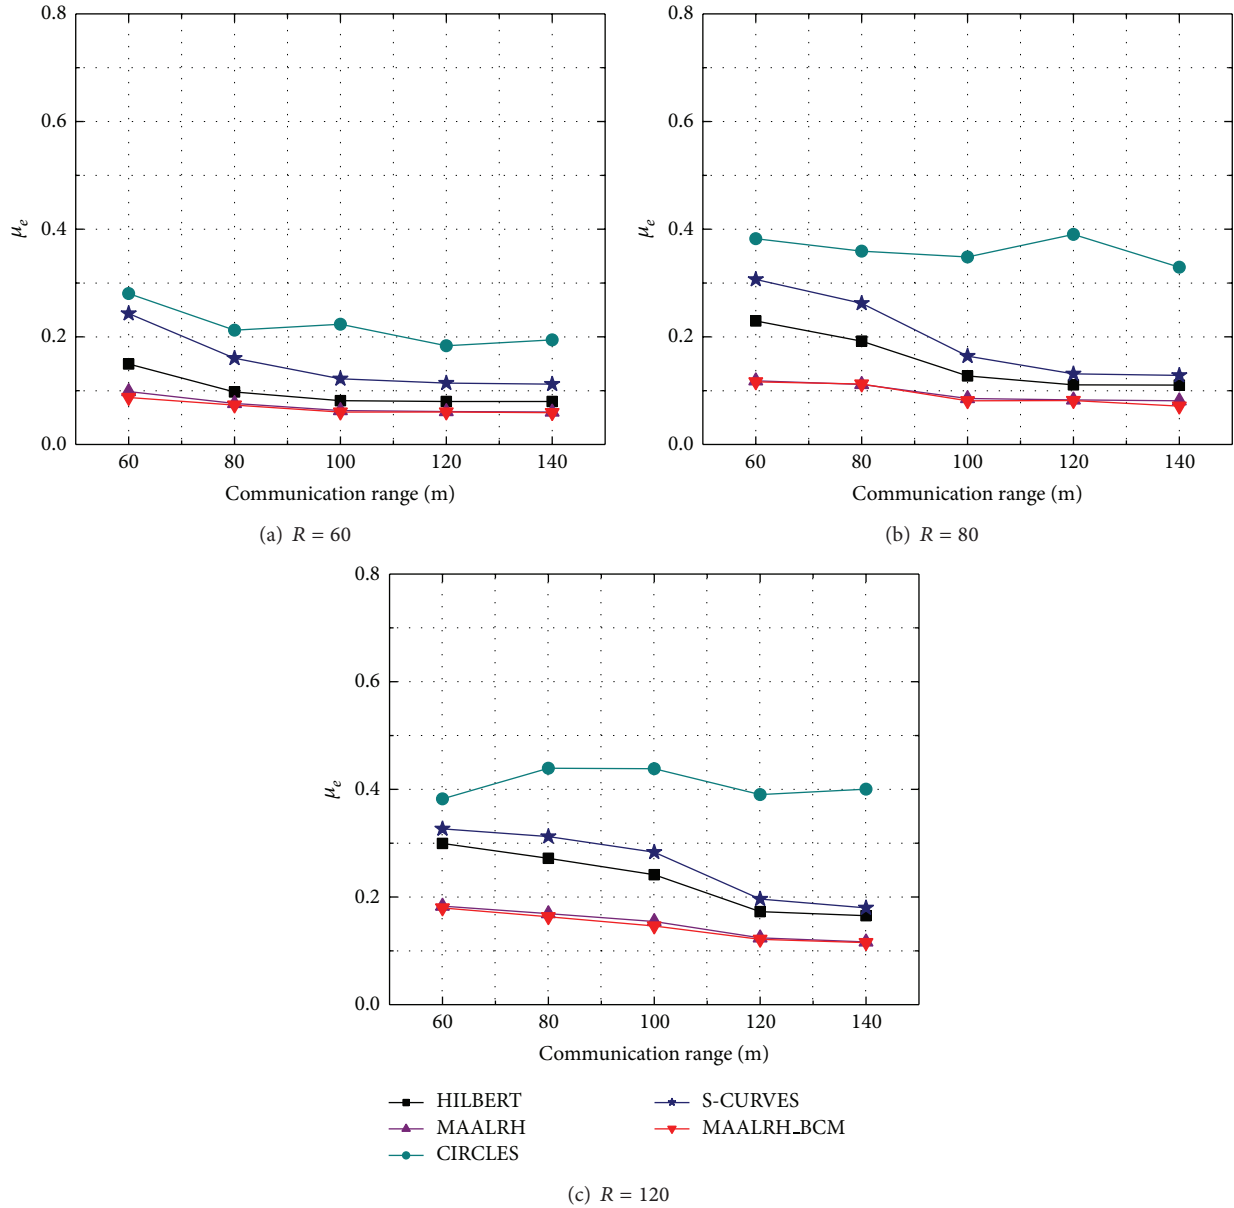 0.8
0.6
0.4
0.2
0.0
μe
60 80 100 120 140
Communication range (m)
(a) R = 60
0.8
0.6
0.4
0.2
0.0
μe
60 80 100 120 140
Communication range (m)
(b) R = 80
0.8
0.6
0.4
0.2
0.0
μe
60 80 100 120 140
Communication range (m)
HILBERT
MAALRH
CIRCLES
S-CURVES
MAALRH_BCM
(c) R = 120